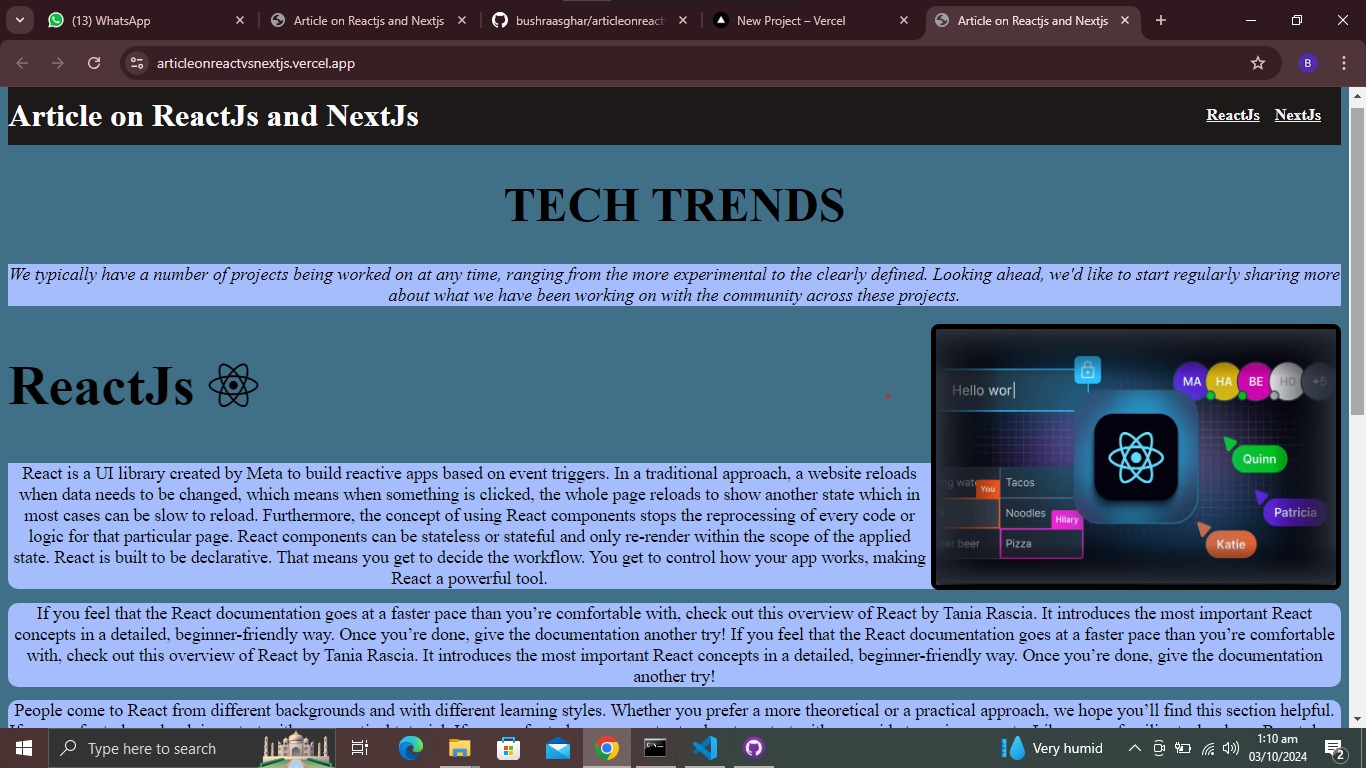 (13) WhatsApp
Article on Reactjs and Nextjs
bushraasghar/articleonreact
New Project – Vercel
Article on Reactjs and Nextjs
articleonreactvsnextjs.vercel.app
B
Article on ReactJs and NextJs
ReactJs NextJs
TECH TRENDS
We typically have a number of projects being worked on at any time, ranging from the more experimental to the clearly defined. Looking ahead, we'd like to start regularly sharing more
about what we have been working on with the community across these projects.
ReactJs
Hello wor
MA HA BE HD +5
Quinn
You
Tacos
Noodles
Hilary
Patricia
er beer
Pizza
Katie
React is a UI library created by Meta to build reactive apps based on event triggers. In a traditional approach, a website reloads
when data needs to be changed, which means when something is clicked, the whole page reloads to show another state which in
most cases can be slow to reload. Furthermore, the concept of using React components stops the reprocessing of every code or
logic for that particular page. React components can be stateless or stateful and only re-render within the scope of the applied
state. React is built to be declarative. That means you get to decide the workflow. You get to control how your app works, making
React a powerful tool.
If you feel that the React documentation goes at a faster pace than you’re comfortable with, check out this overview of React by Tania Rascia. It introduces the most important React
concepts in a detailed, beginner-friendly way. Once you’re done, give the documentation another try! If you feel that the React documentation goes at a faster pace than you’re comfortable
with, check out this overview of React by Tania Rascia. It introduces the most important React concepts in a detailed, beginner-friendly way. Once you’re done, give the documentation
another try!
People come to React from different backgrounds and with different learning styles. Whether you prefer a more theoretical or a practical approach, we hope you’ll find this section helpful.
Type here to search
Very humid
1:10 am
03/10/2024
2